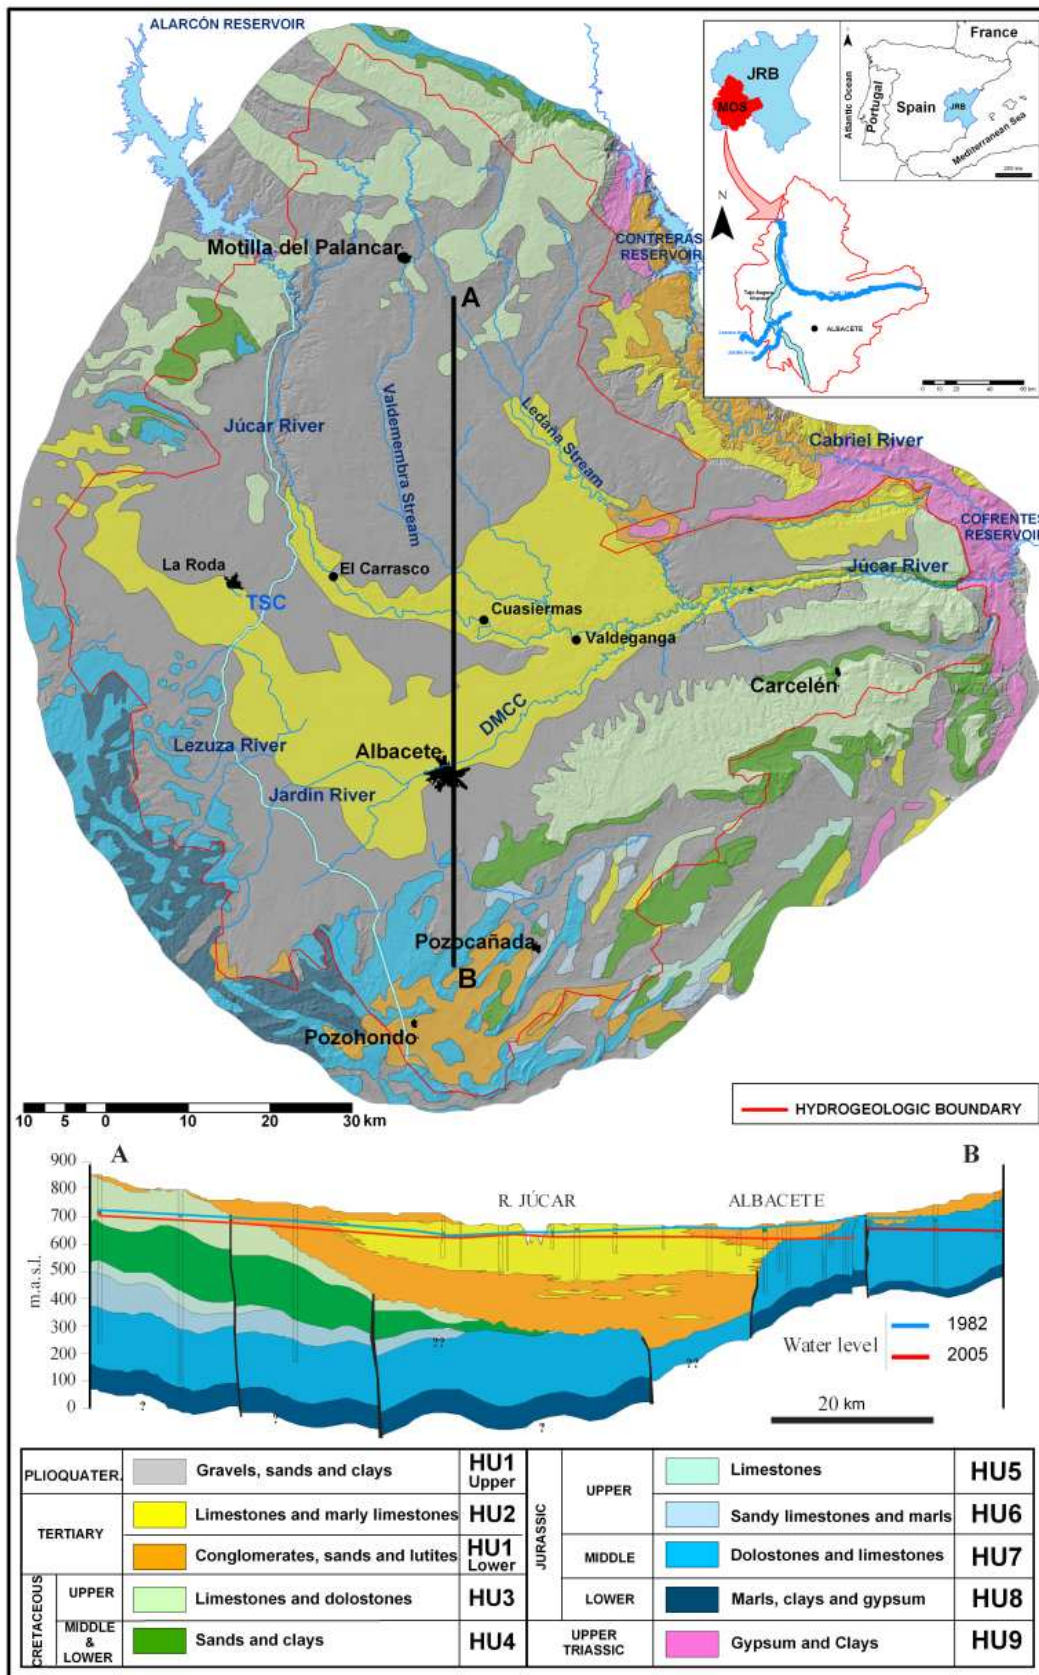 ALARCÓN RESERVOIR
France
JRB
MOS
Atlantic Ocean
Portugal
Spain
JRB
Mediterranean Sea
N
ALBACETE
Motilla del Palancar
CONTRERAS
RESERVOIR
A
Júcar River
Valdemembra Stream
Ledaña Stream
Cabriel River
COFRENTES
RESERVOIR
La Roda
El Carrasco
Júcar River
TSC
Cuasiermas
Valdeganga
Carcelén
DMCC
Lezuza River
Albacete
Jardin River
Pozocañada
B
Pozohondo
10 5 0 10 20 30 km
HYDROGEOLOGIC BOUNDARY
A
B
900
800
700
600
500
400
300
200
100
0
m.a.s.l.
R. JÚCAR
ALBACETE
??
??
?
?
?
Water level
1982
2005
20 km
PLIOQUATER.
Gravels, sands and clays
HU1
Upper
TERTIARY
Limestones and marly limestones
HU2
Conglomerates, sands and lutites
HU1
Lower
CRETACEOUS
UPPER
Limestones and dolostones
HU3
MIDDLE
&
LOWER
Sands and clays
HU4
JURASSIC
UPPER
Limestones
HU5
Sandy limestones and marls
HU6
MIDDLE
Dolostones and limestones
HU7
LOWER
Marls, clays and gypsum
HU8
UPPER
TRIASSIC
Gypsum and Clays
HU9